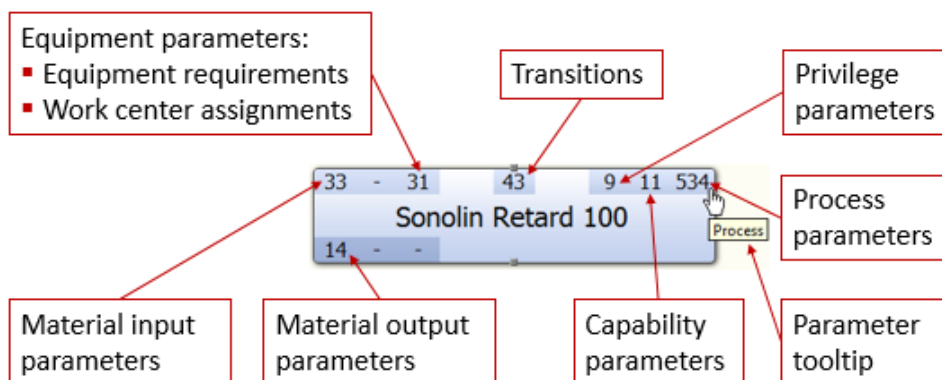 Equipment parameters:
▪ Equipment requirements
▪ Work center assignments
Transitions
Privilege
parameters
33 - 31 43 9 11 534
Sonolin Retard 100
14 - -
Process
Process
parameters
Material input
parameters
Material output
parameters
Capability
parameters
Parameter
tooltip